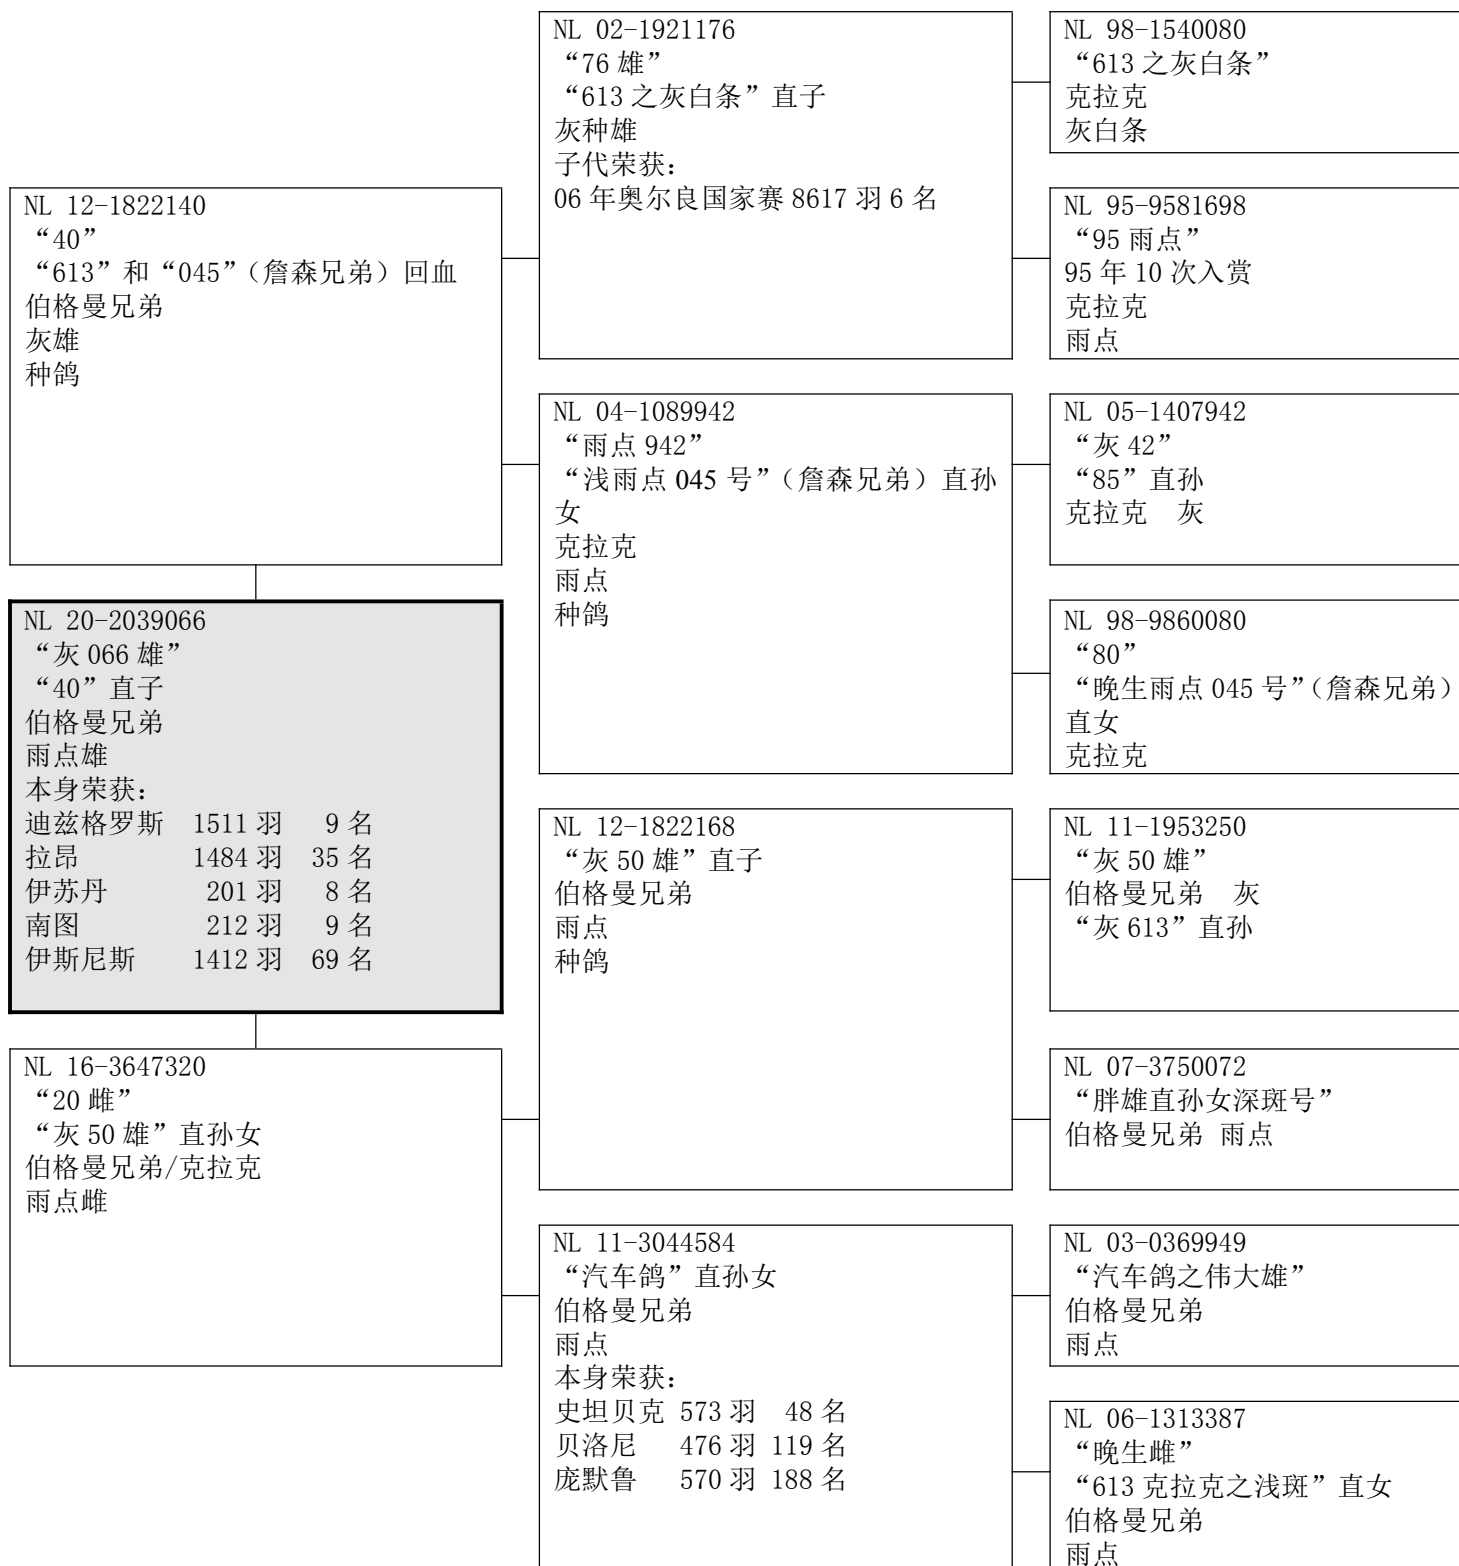 NL 12-1822140
“40”
“613”和“045”（詹森兄弟）回血
伯格曼兄弟
灰雄
种鸽
NL 20-2039066
“灰 066 雄”
“40”直子
伯格曼兄弟
雨点雄
本身荣获：
迪兹格罗斯 1511 羽 9 名
拉昂 1484 羽 35 名
伊苏丹 201 羽 8 名
南图 212 羽 9 名
伊斯尼斯 1412 羽 69 名
NL 16-3647320
“20 雌”
“灰 50 雄”直孙女
伯格曼兄弟/克拉克
雨点雌
NL 02-1921176
“76 雄”
“613 之灰白条”直子
灰种雄
子代荣获：
06 年奥尔良国家赛 8617 羽 6 名
NL 04-1089942
“雨点 942”
“浅雨点 045 号”（詹森兄弟）直孙
女
克拉克
雨点
种鸽
NL 12-1822168
“灰 50 雄”直子
伯格曼兄弟
雨点
种鸽
NL 11-3044584
“汽车鸽”直孙女
伯格曼兄弟
雨点
本身荣获：
史坦贝克 573 羽 48 名
贝洛尼 476 羽 119 名
庞默鲁 570 羽 188 名
NL 98-1540080
“613 之灰白条”
克拉克
灰白条
NL 95-9581698
“95 雨点”
95 年 10 次入赏
克拉克
雨点
NL 05-1407942
“灰 42”
“85”直孙
克拉克 灰
NL 98-9860080
“80”
“晚生雨点 045 号”（詹森兄弟）
直女
克拉克
NL 11-1953250
“灰 50 雄”
伯格曼兄弟 灰
“灰 613”直孙
NL 07-3750072
“胖雄直孙女深斑号”
伯格曼兄弟 雨点
NL 03-0369949
“汽车鸽之伟大雄”
伯格曼兄弟
雨点
NL 06-1313387
“晚生雌”
“613 克拉克之浅斑”直女
伯格曼兄弟
雨点